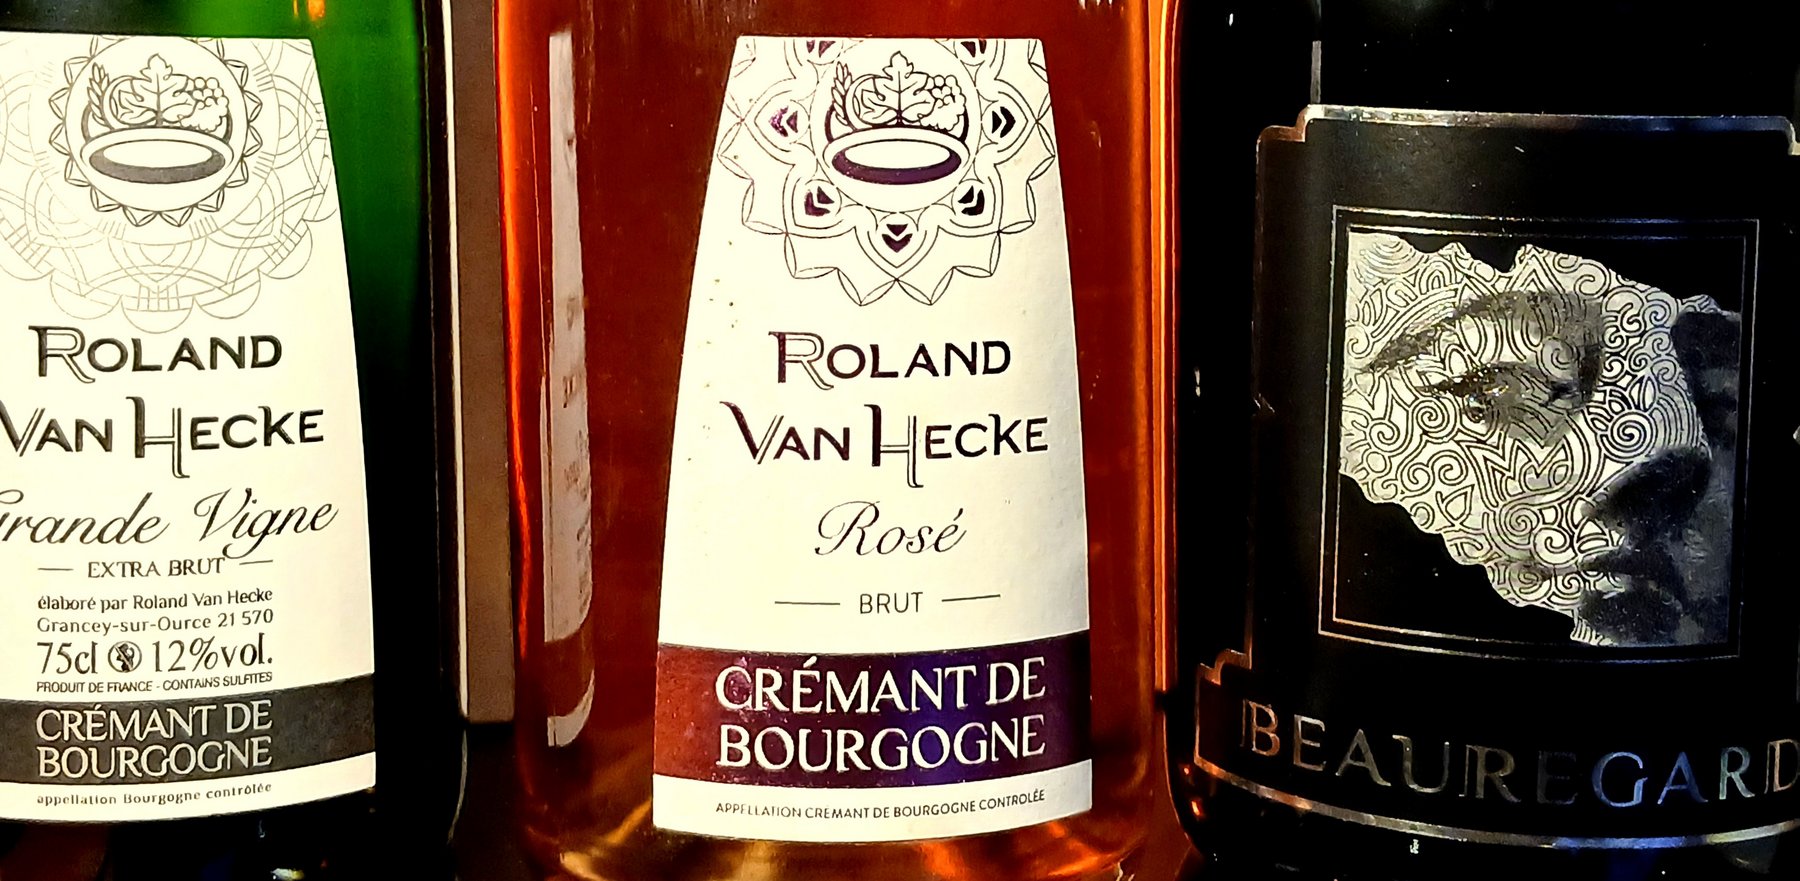 ROLAND
VAN HECKE
Grande Vigne
EXTRA BRUT
élaboré par Roland Van Hecke
Grancey-sur-Ource 21 570
75cl 12%vol.
PRODUIT DE FRANCE - CONTAINS SULFITES
CRÉMANT DE
BOURGOGNE
appellation Bourgogne contrôlée
ROLAND
VAN HECKE
Rosé
BRUT
CRÉMANT DE
BOURGOGNE
APPELLATION CRÉMANT DE BOURGOGNE CONTROLÉE
BEAUREGARD